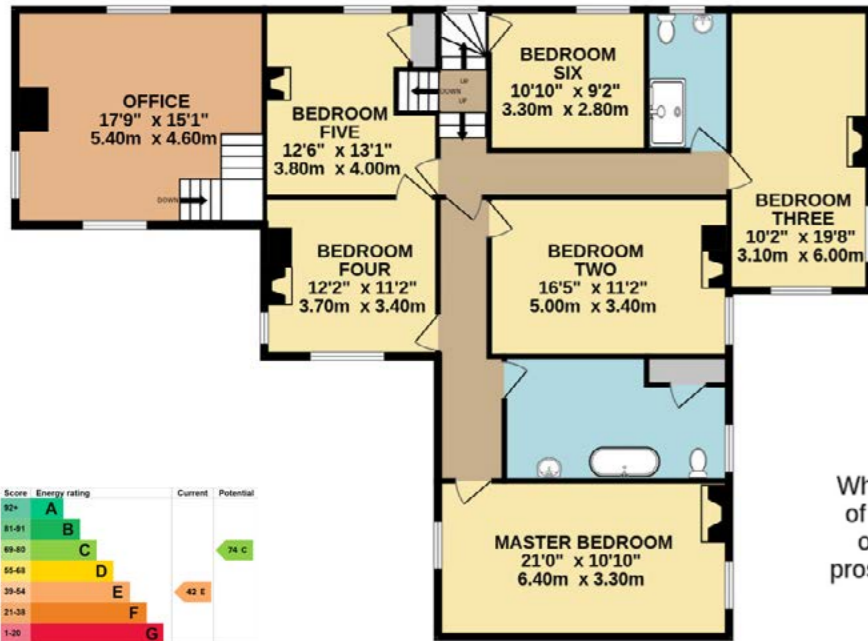 OFFICE
17'9" x 15'1"
5.40m x 4.60m
DOWN
BEDROOM
FIVE
12'6" x 13'1"
3.80m x 4.00m
UP
DOWN
UP
BEDROOM
SIX
10'10" x 9'2"
3.30m x 2.80m
BEDROOM
THREE
10'2" x 19'8"
3.10m x 6.00m
BEDROOM
FOUR
12'2" x 11'2"
3.70m x 3.40m
BEDROOM
TWO
16'5" x 11'2"
5.00m x 3.40m
MASTER BEDROOM
21'0" x 10'10"
6.40m x 3.30m
Score Energy rating Current Potential
92+ A
81-91 B
69-80 C 74 C
55-68 D
39-54 E 42 E
21-38 F
1-20 G
Wh
of
o
pros